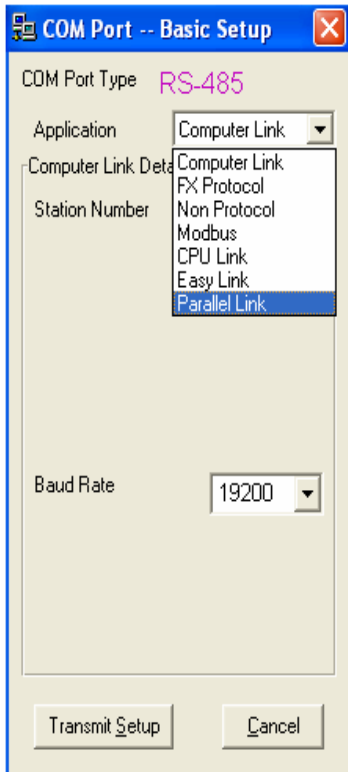 COM Port -- Basic Setup
COM Port Type RS-485
Application Computer Link
Computer Link Deta
Computer Link
FX Protocol
Non Protocol
Modbus
CPU Link
Easy Link
Parallel Link
Station Number
Baud Rate 19200
Transmit Setup Cancel